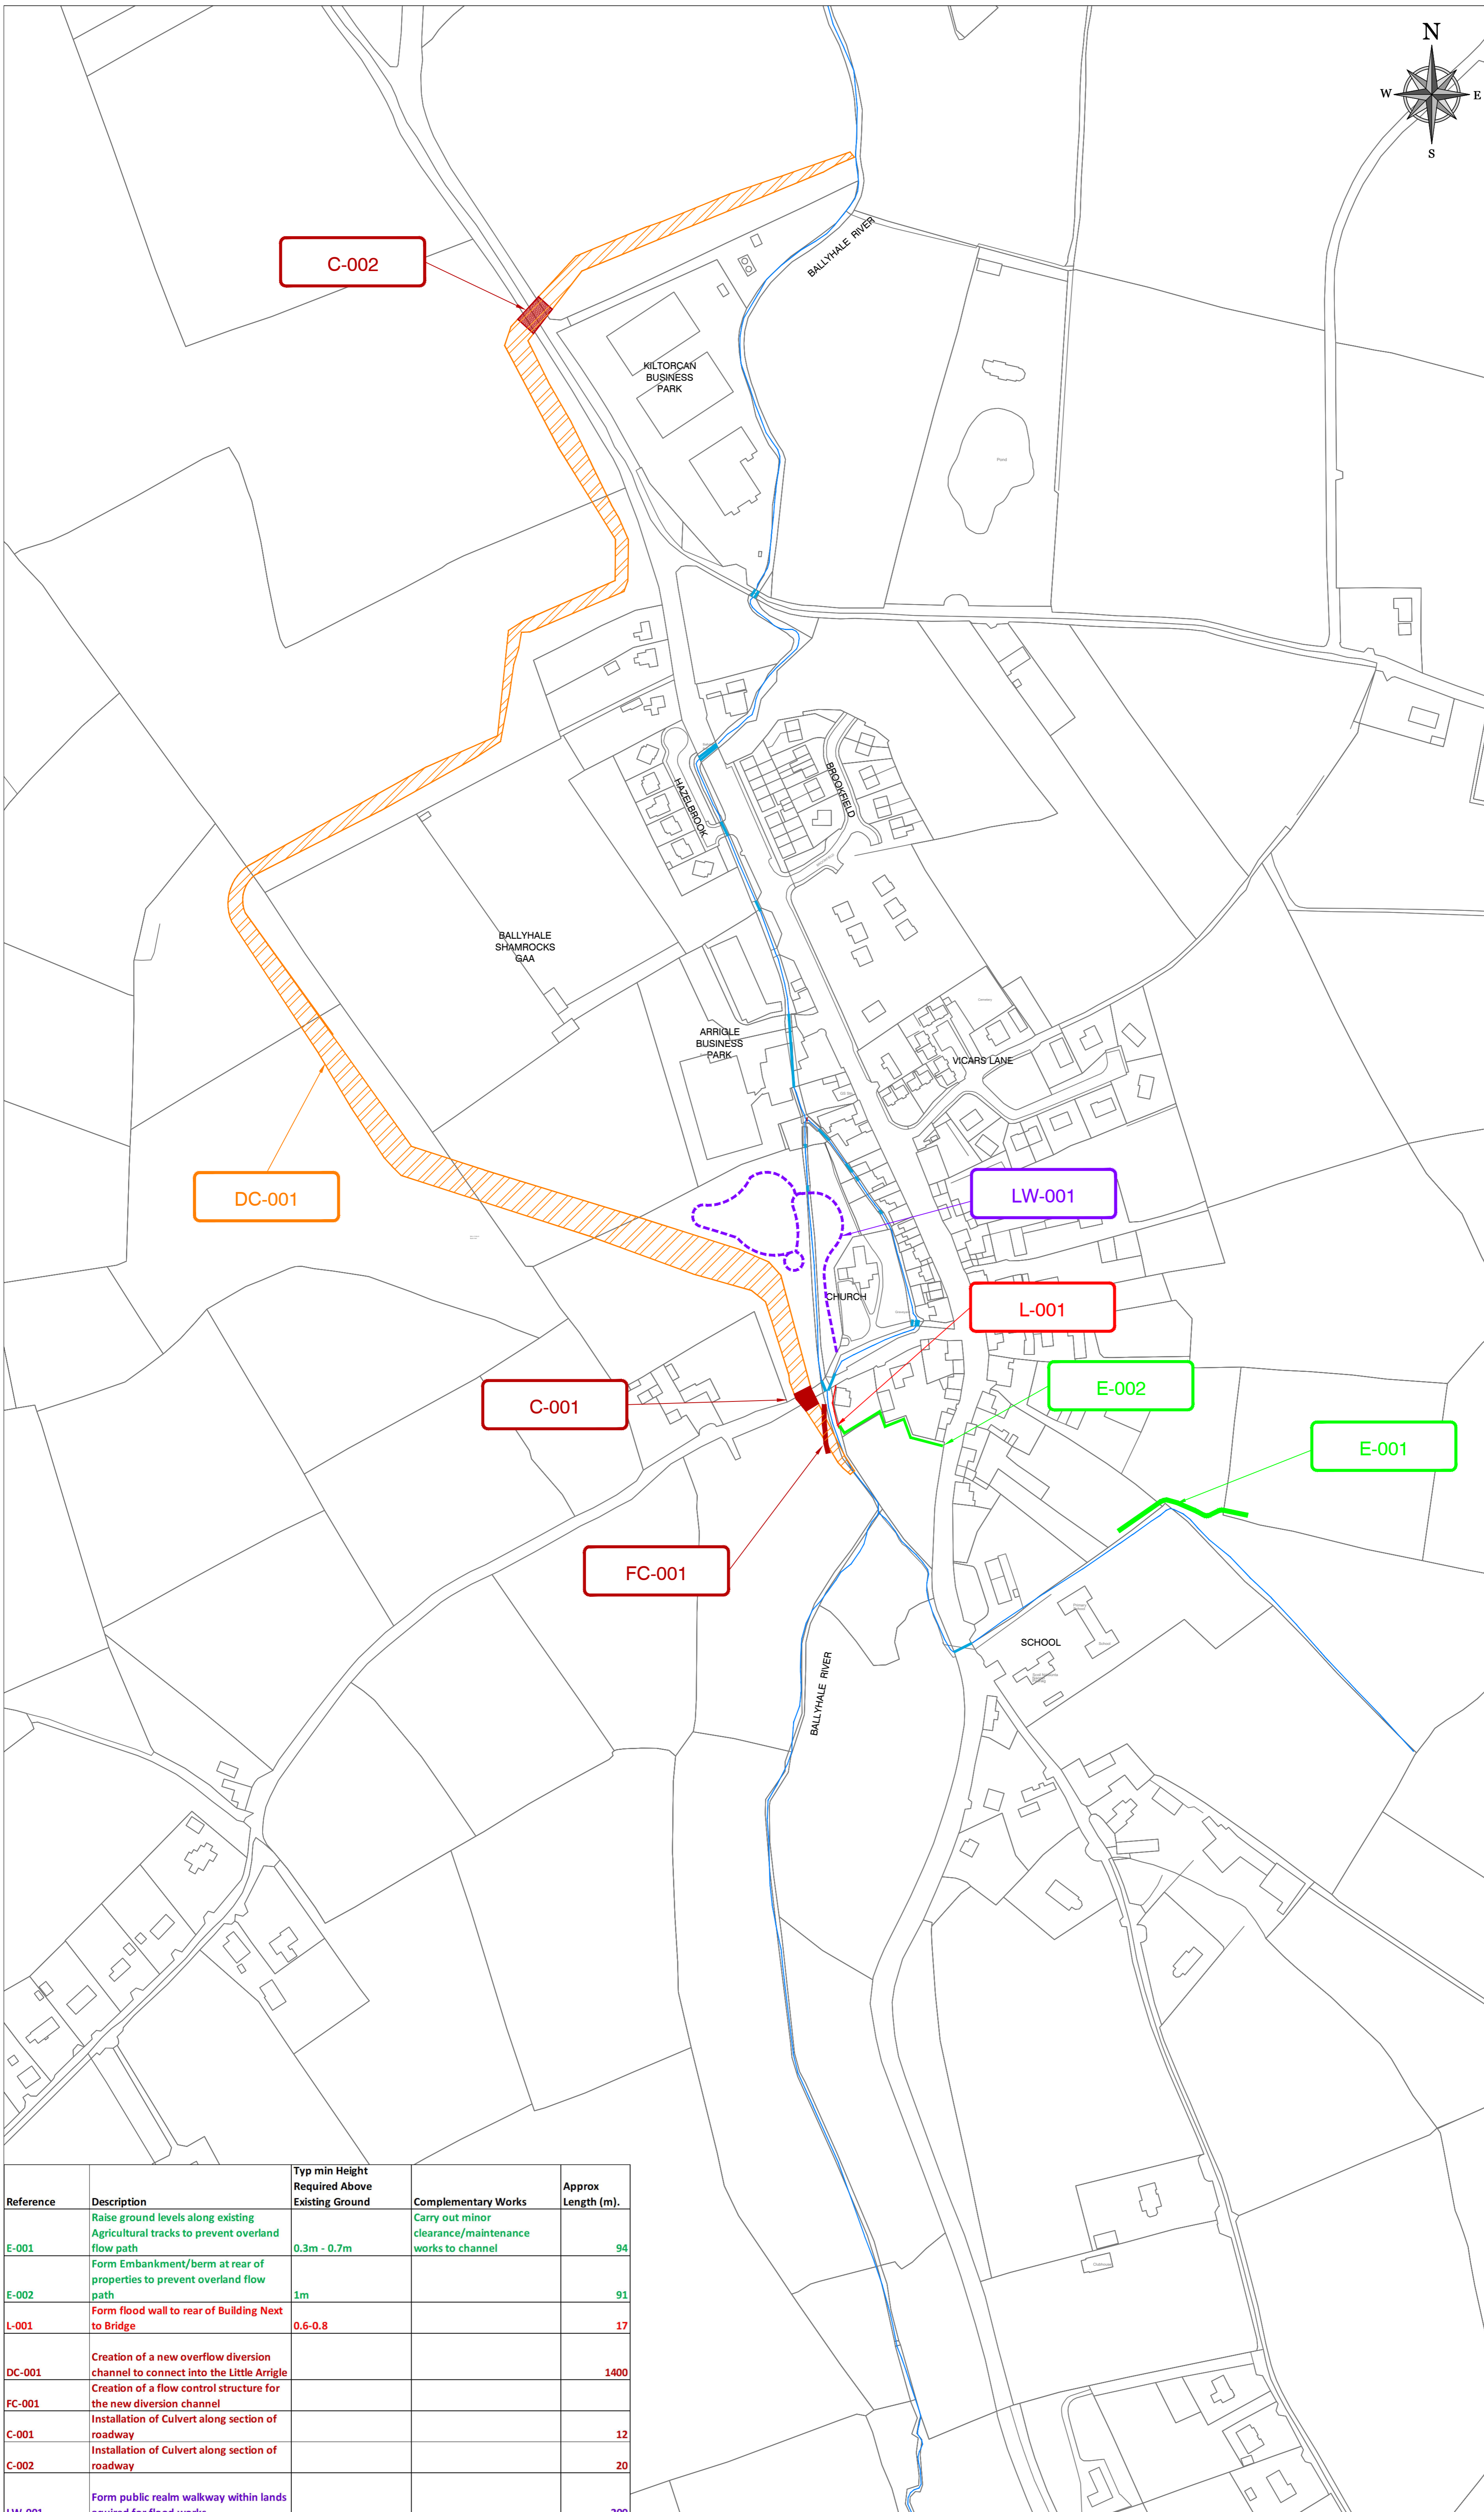 N
W
E
S
C-002
BALLYHALE RIVER
KILTORCAN
BUSINESS
PARK
Pond
HAZELBROOK
BROOKFIELD
BALLYHALE
SHAMROCKS
GAA
ARRIGLE
BUSINESS
PARK
VICARS LANE
DC-001
LW-001
CHURCH
L-001
E-002
C-001
E-001
FC-001
SCHOOL
BALLYHALE RIVER
Reference Description Typ min Height Required Above Existing Ground Complementary Works Approx Length (m).
E-001 Raise ground levels along existing Agricultural tracks to prevent overland flow path 0.3m - 0.7m Carry out minor clearance/maintenance works to channel 94
E-002 Form Embankment/berm at rear of properties to prevent overland flow path 1m 91
L-001 Form flood wall to rear of Building Next to Bridge 0.6-0.8 17
DC-001 Creation of a new overflow diversion channel to connect into the Little Arrigle 1400
FC-001 Creation of a flow control structure for the new diversion channel
C-001 Installation of Culvert along section of roadway 12
C-002 Installation of Culvert along section of roadway 20
LW-001 Form public realm walkway within lands